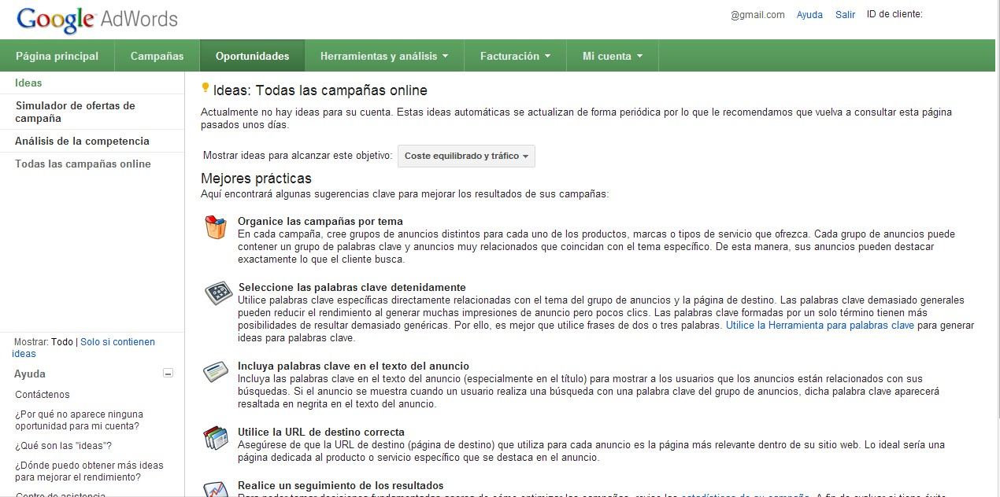 Google AdWords
@gmail.com Ayuda Salir ID de cliente:
Página principal Campañas Oportunidades Herramientas y análisis Facturación Mi cuenta
Ideas
Simulador de ofertas de
campaña
Análisis de la competencia
Todas las campañas online
Mostrar: Todo | Solo si contienen
ideas
Ayuda
Contáctenos
¿Por qué no aparece ninguna
oportunidad para mi cuenta?
¿Qué son las "ideas"?
¿Dónde puedo obtener más ideas
para mejorar el rendimiento?
Centro de asistencia
Ideas: Todas las campañas online
Actualmente no hay ideas para su cuenta. Estas ideas automáticas se actualizan de forma periódica por lo que le recomendamos que vuelva a consultar esta página
pasados unos días.
Mostrar ideas para alcanzar este objetivo: Coste equilibrado y tráfico
Mejores prácticas
Aquí encontrará algunas sugerencias clave para mejorar los resultados de sus campañas:
Organice las campañas por tema
En cada campaña, cree grupos de anuncios distintos para cada uno de los productos, marcas o tipos de servicio que ofrezca. Cada grupo de anuncios puede
contener un grupo de palabras clave y anuncios muy relacionados que coincidan con el tema específico. De esta manera, sus anuncios pueden destacar
exactamente lo que el cliente busca.
Seleccione las palabras clave detenidamente
Utilice palabras clave específicas directamente relacionadas con el tema del grupo de anuncios y la página de destino. Las palabras clave demasiado generales
pueden reducir el rendimiento al generar muchas impresiones de anuncio pero pocos clics. Las palabras clave formadas por un solo término tienen más
posibilidades de resultar demasiado genéricas. Por ello, es mejor que utilice frases de dos o tres palabras. Utilice la Herramienta para palabras clave para generar
ideas para palabras clave.
Incluya palabras clave en el texto del anuncio
Incluya las palabras clave en el texto del anuncio (especialmente en el título) para mostrar a los usuarios que los anuncios están relacionados con sus
búsquedas. Si el anuncio se muestra cuando un usuario realiza una búsqueda con una palabra clave del grupo de anuncios, dicha palabra clave aparecerá
resaltada en negrita en el texto del anuncio.
Utilice la URL de destino correcta
Asegúrese de que la URL de destino (página de destino) que utiliza para cada anuncio es la página más relevante dentro de su sitio web. Lo ideal sería una
página dedicada al producto o servicio específico que se destaca en el anuncio.
Realice un seguimiento de los resultados